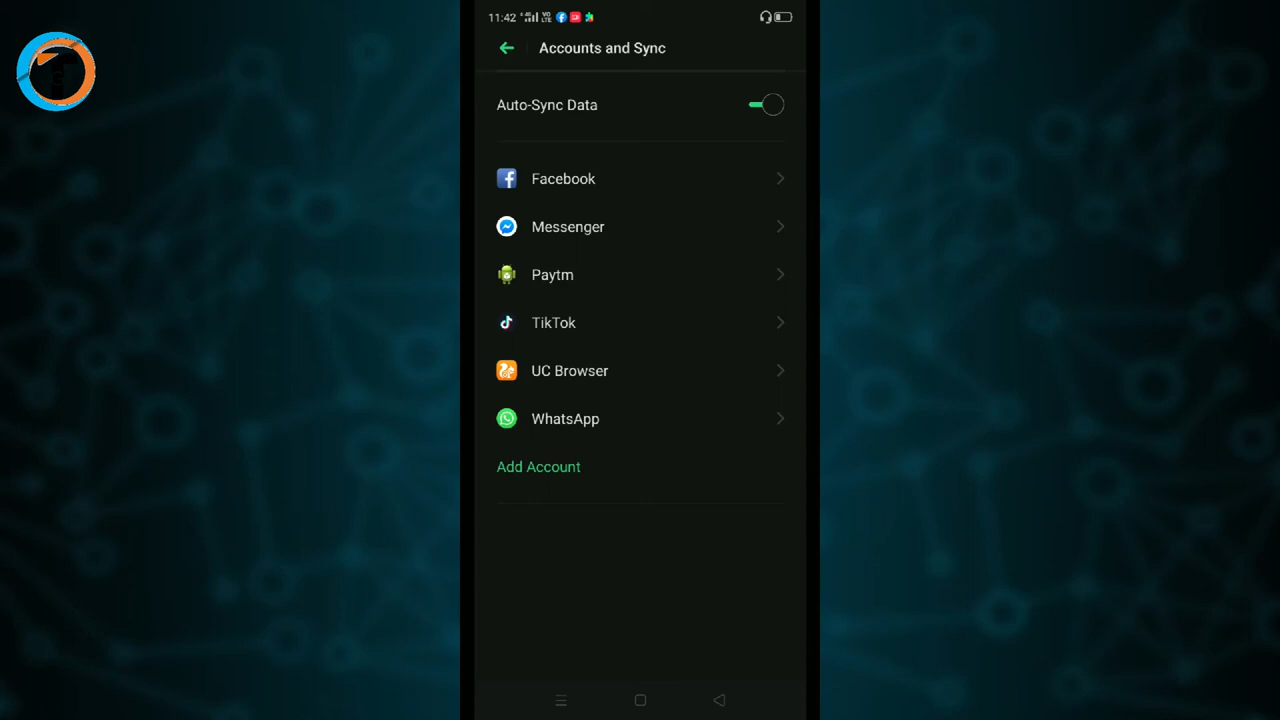 11:42
Accounts and Sync
Auto-Sync Data
Facebook
Messenger
Paytm
TikTok
UC Browser
WhatsApp
Add Account